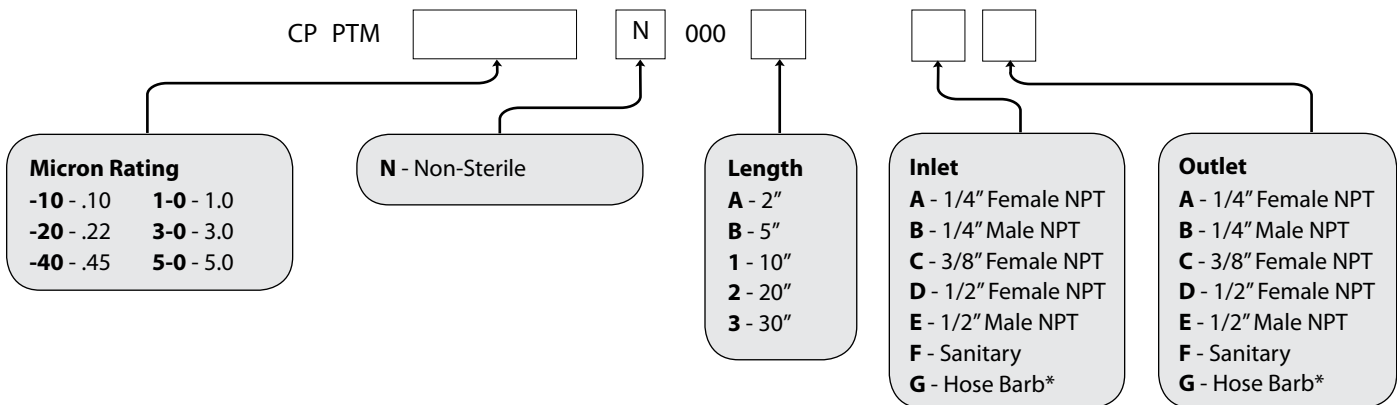 CP PTM N 000
Micron Rating
-10 - .10 1-0 - 1.0
-20 - .22 3-0 - 3.0
-40 - .45 5-0 - 5.0
N - Non-Sterile
Length
A - 2”
B - 5”
1 - 10”
2 - 20”
3 - 30”
Inlet
A - 1/4” Female NPT
B - 1/4” Male NPT
C - 3/8” Female NPT
D - 1/2” Female NPT
E - 1/2” Male NPT
F - Sanitary
G - Hose Barb*
Outlet
A - 1/4” Female NPT
B - 1/4” Male NPT
C - 3/8” Female NPT
D - 1/2” Female NPT
E - 1/2” Male NPT
F - Sanitary
G - Hose Barb*